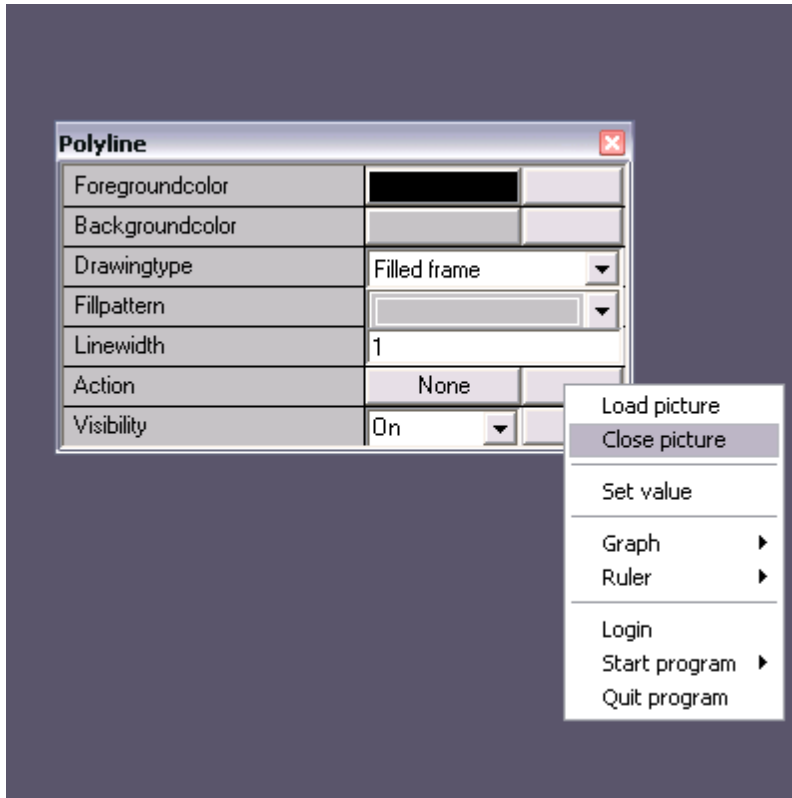 Polyline
Foregroundcolor
Backgroundcolor
Drawingtype Filled frame
Fillpattern
Linewidth 1
Action None
Visibility On
Load picture
Close picture
Set value
Graph
Ruler
Login
Start program
Quit program